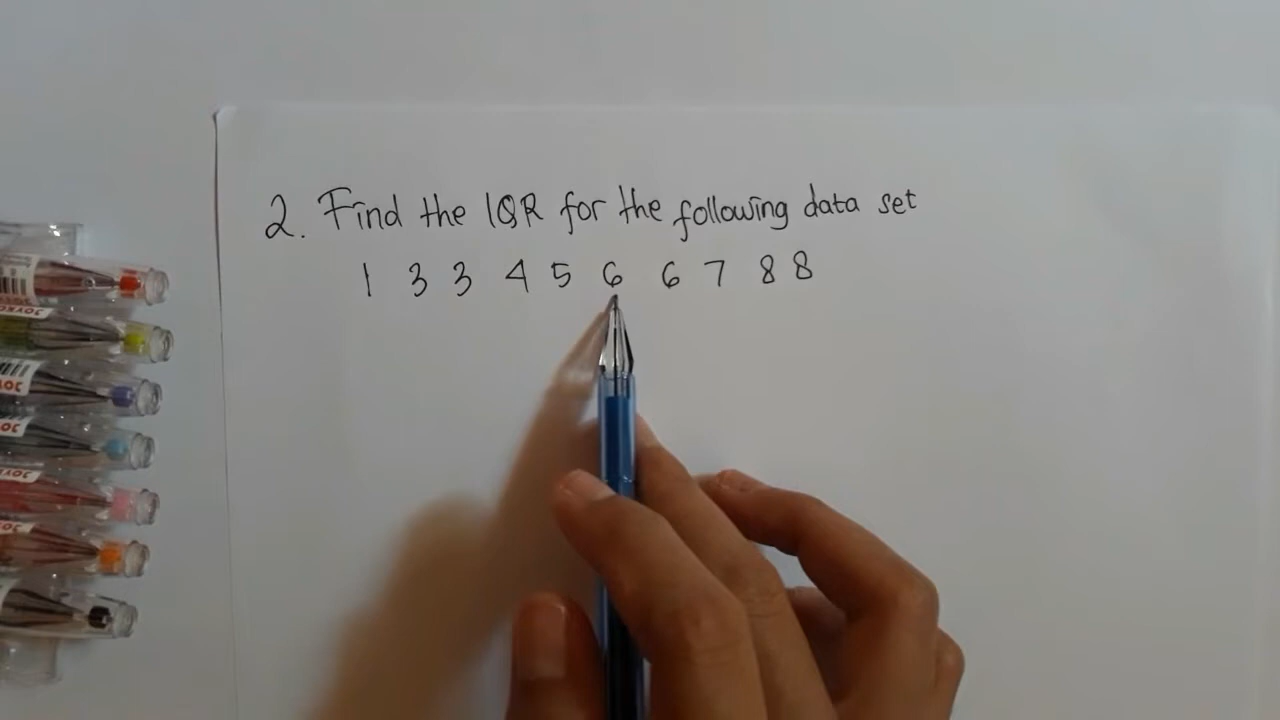 2. Find the IQR for the following data set
1 3 3 4 5 6 6 7 8 8
JOYKO